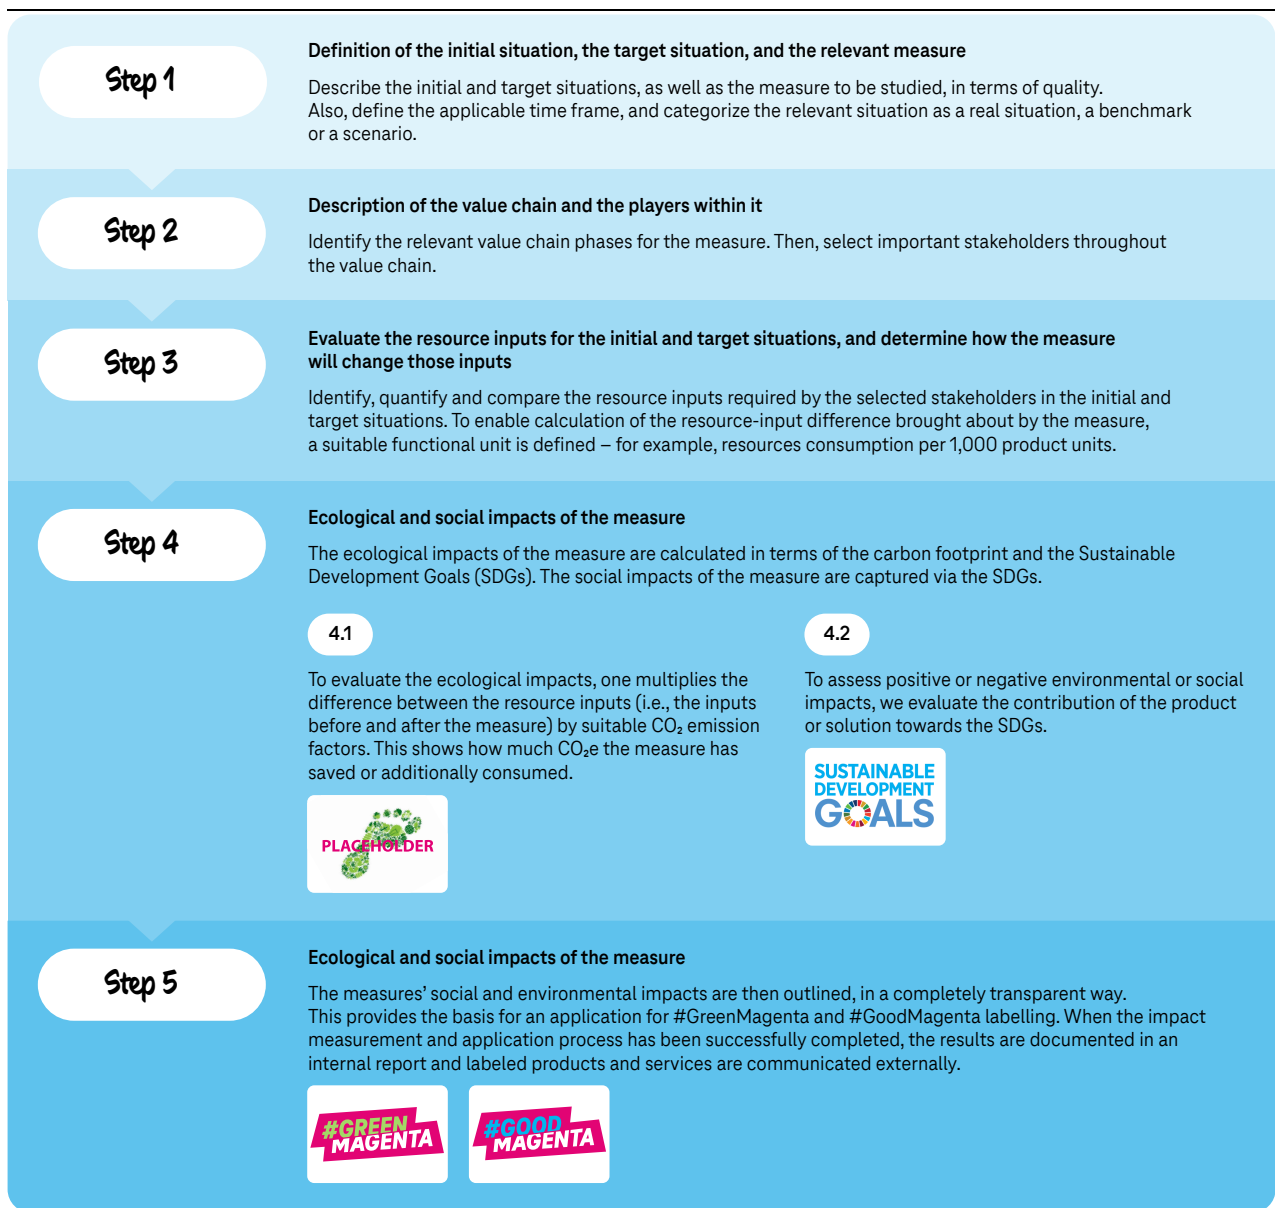 Step 1
Definition of the initial situation, the target situation, and the relevant measure
Describe the initial and target situations, as well as the measure to be studied, in terms of quality.
Also, define the applicable time frame, and categorize the relevant situation as a real situation, a benchmark
or a scenario.
Step 2
Description of the value chain and the players within it
Identify the relevant value chain phases for the measure. Then, select important stakeholders throughout
the value chain.
Step 3
Evaluate the resource inputs for the initial and target situations, and determine how the measure
will change those inputs
Identify, quantify and compare the resource inputs required by the selected stakeholders in the initial and
target situations. To enable calculation of the resource-input difference brought about by the measure,
a suitable functional unit is defined – for example, resources consumption per 1,000 product units.
Step 4
Ecological and social impacts of the measure
The ecological impacts of the measure are calculated in terms of the carbon footprint and the Sustainable
Development Goals (SDGs). The social impacts of the measure are captured via the SDGs.
4.1
To evaluate the ecological impacts, one multiplies the
difference between the resource inputs (i.e., the inputs
before and after the measure) by suitable CO₂ emission
factors. This shows how much CO₂e the measure has
saved or additionally consumed.
PLACEHOLDER
4.2
To assess positive or negative environmental or social
impacts, we evaluate the contribution of the product
or solution towards the SDGs.
SUSTAINABLE
DEVELOPMENT
GOALS
Step 5
Ecological and social impacts of the measure
The measures’ social and environmental impacts are then outlined, in a completely transparent way.
This provides the basis for an application for #GreenMagenta and #GoodMagenta labelling. When the impact
measurement and application process has been successfully completed, the results are documented in an
internal report and labeled products and services are communicated externally.
#GREEN
MAGENTA
#GOOD
MAGENTA